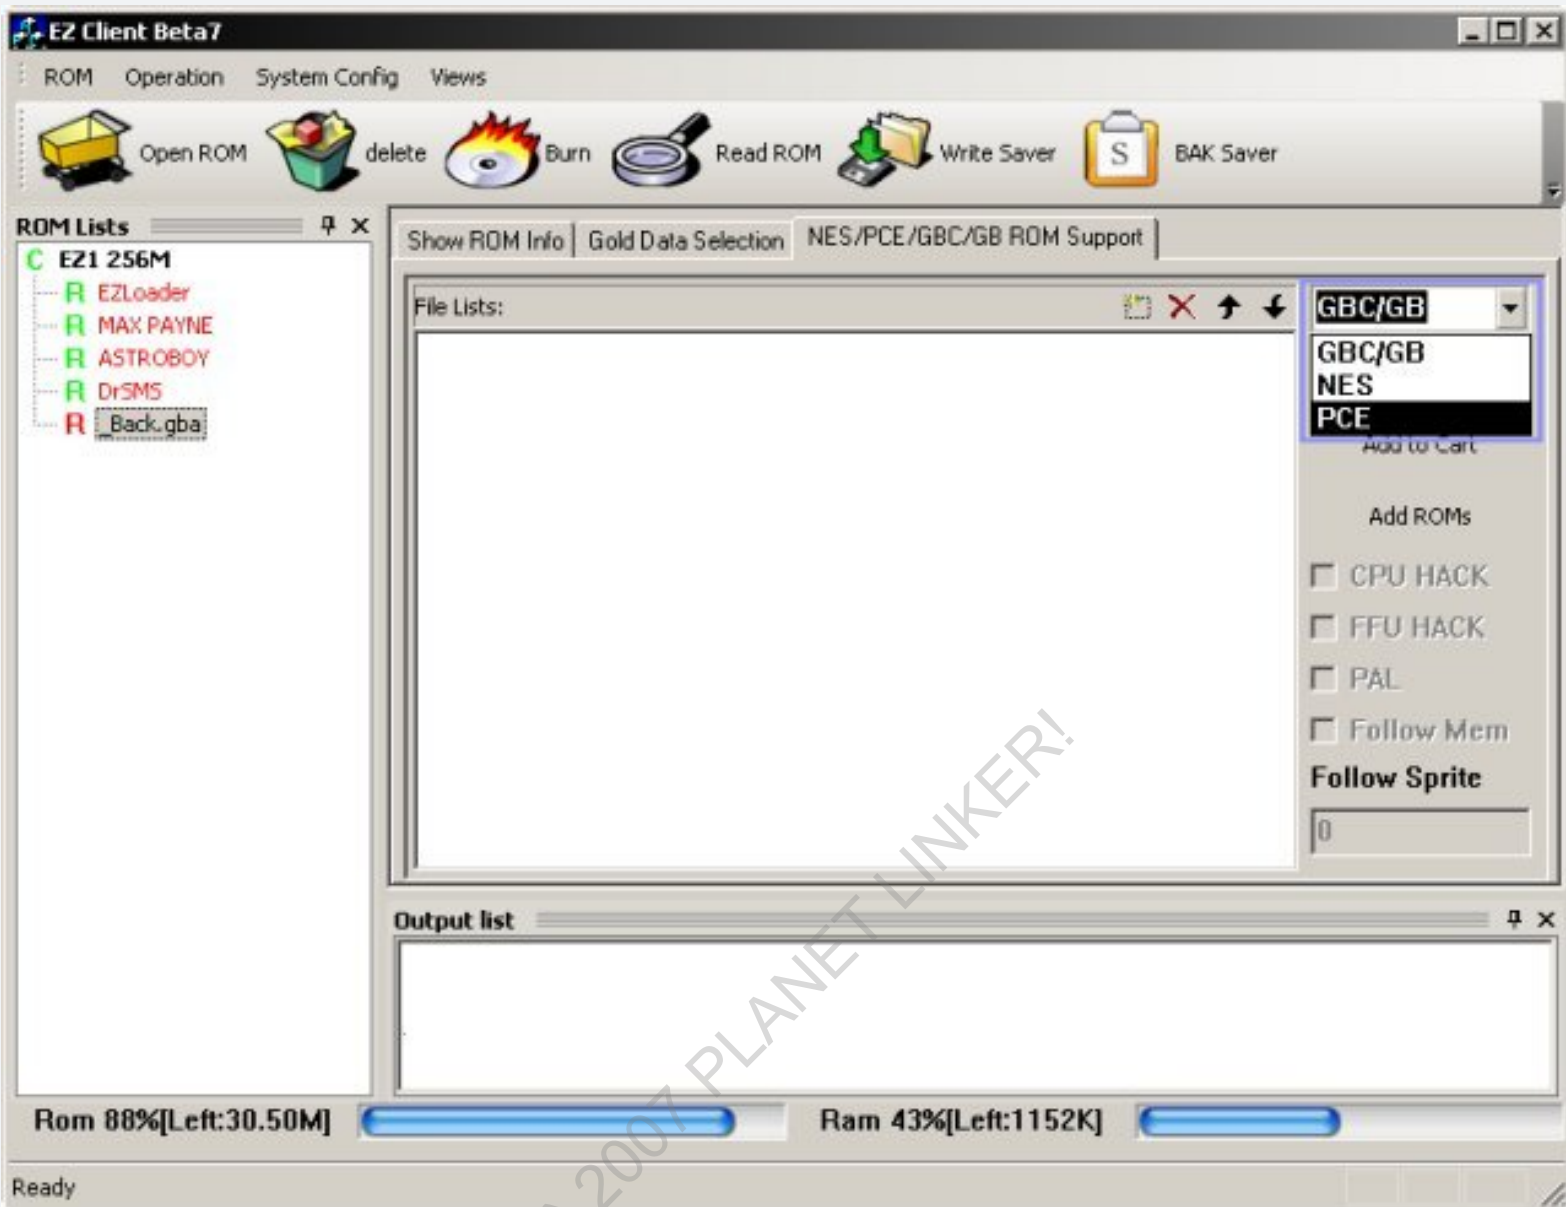 EZ Client Beta7
ROM Operation System Config Views
Open ROM delete Burn Read ROM Write Saver BAK Saver
ROM Lists
C EZ1 256M
R EZLoader
R MAX PAYNE
R ASTROBOY
R DrSMS
R _Back.gba
Show ROM Info Gold Data Selection NES/PCE/GBC/GB ROM Support
File Lists:
GBC/GB
GBC/GB
NES
PCE
Add to Cart
Add ROMs
CPU HACK
FFU HACK
PAL
Follow Mem
Follow Sprite
0
Output list
Rom 88%[Left:30.50M] Ram 43%[Left:1152K]
Ready
2007 PLANET LINKER!